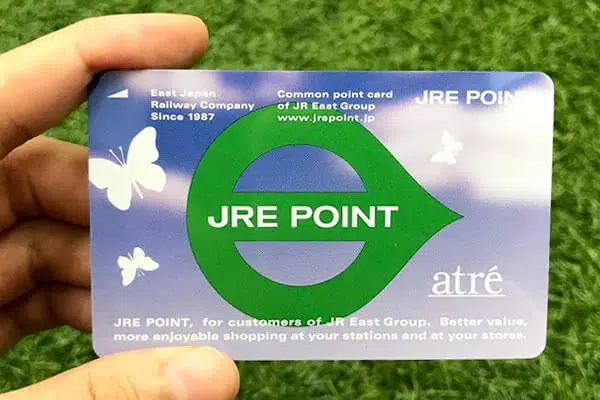 East Japan
Railway Company
Since 1987
Common point card
of JR East Group
www.jrepoint.jp
JRE POINT
JRE POINT
atré
JRE POINT, for customers of JR East Group. Better value,
more enjoyable shopping at your stations and at your stores.